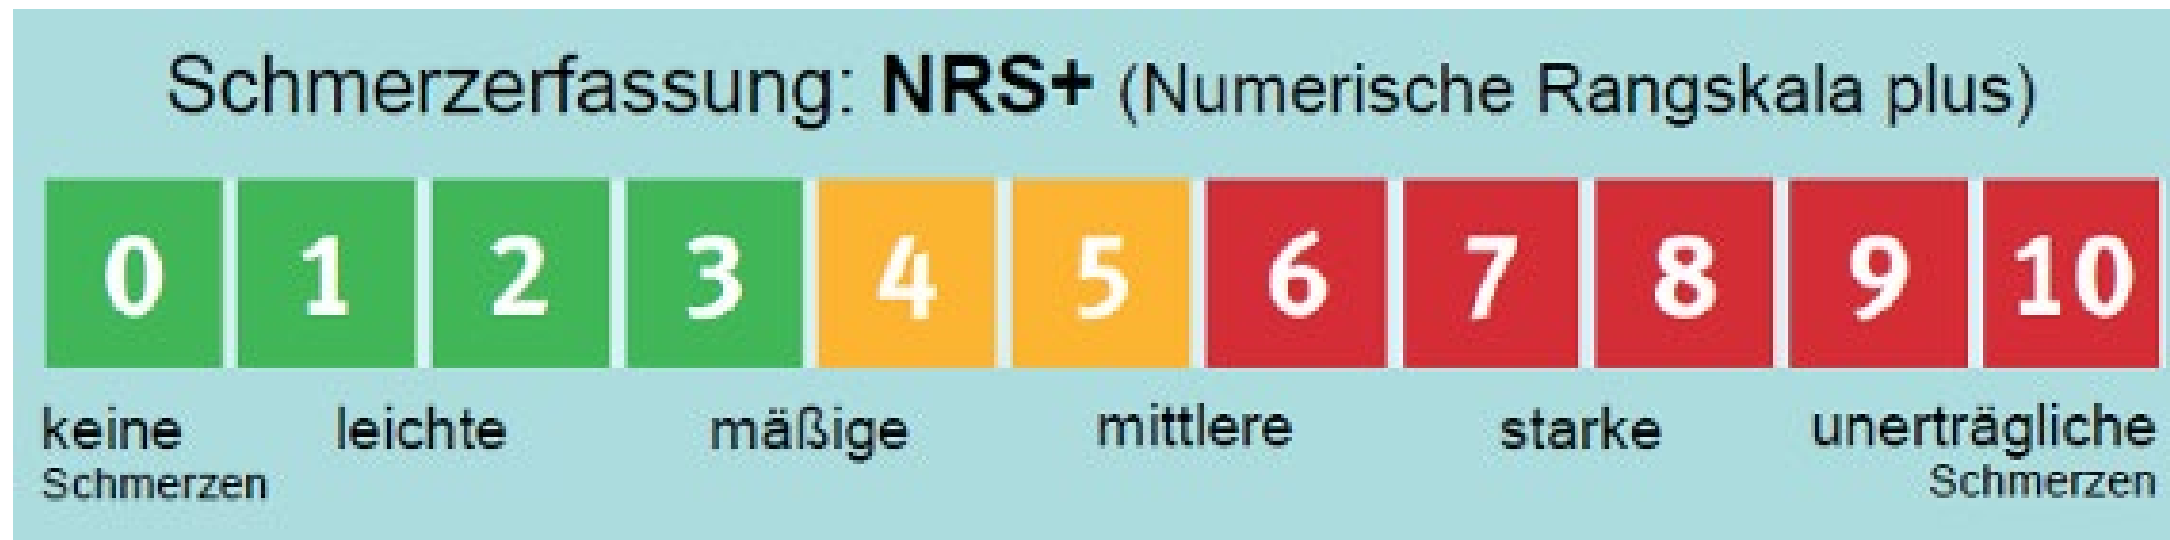 Schmerzerfassung: NRS+ (Numerische Rangskala plus)
0 1 2 3 4 5 6 7 8 9 10
keine leichte mäßige mittlere starke unerträgliche
Schmerzen Schmerzen